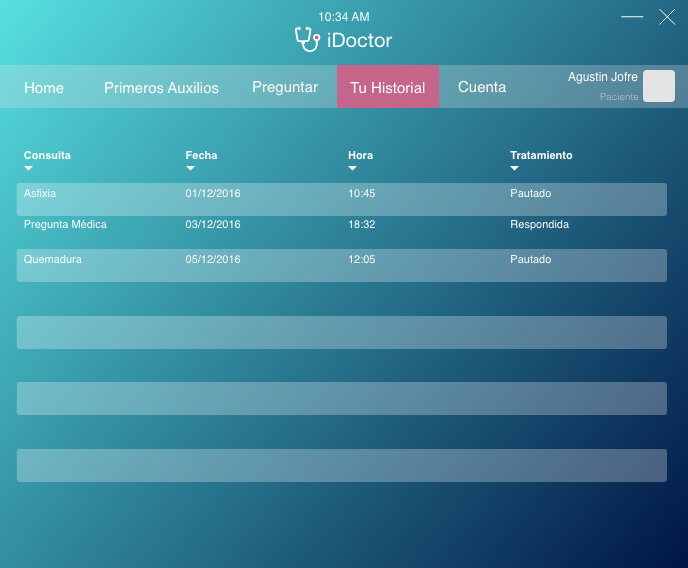 10:34 AM
iDoctor
Home Primeros Auxilios Preguntar Tu Historial Cuenta Agustin Jofre
Paciente
Consulta Fecha Hora Tratamiento
Asfixia 01/12/2016 10:45 Pautado
Pregunta Médica 03/12/2016 18:32 Respondida
Quemadura 05/12/2016 12:05 Pautado